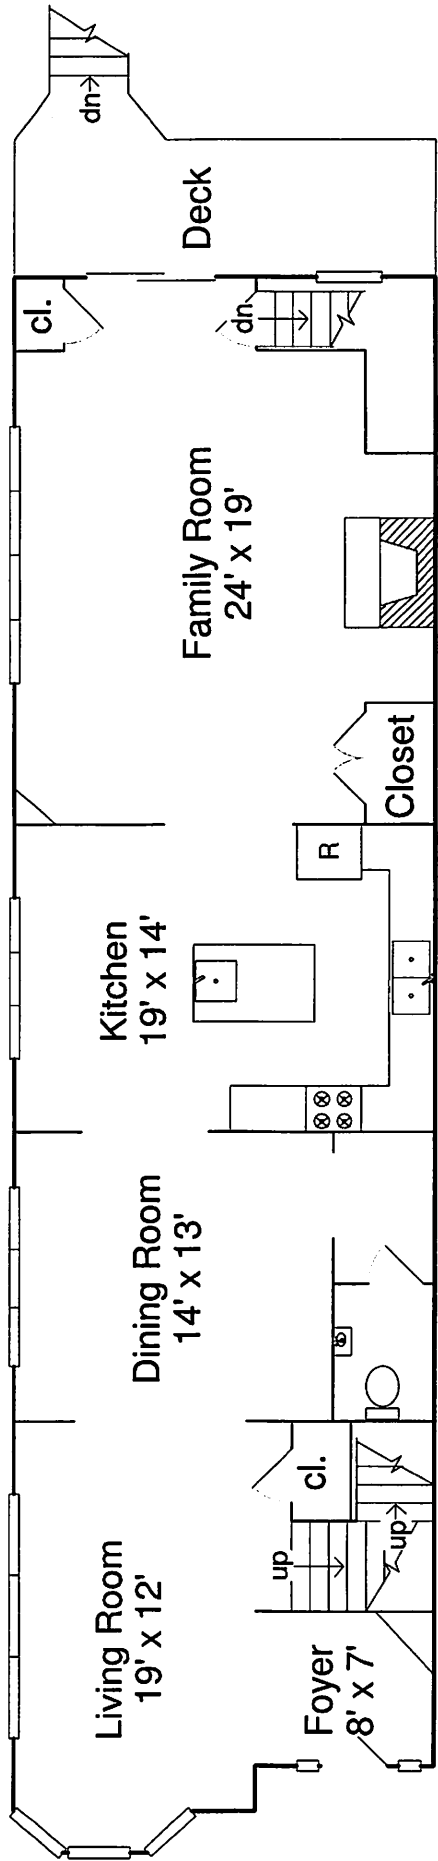 dn
Deck
cl.
dn
Family Room
24' x 19'
Closet
R
Kitchen
19' x 14'
Dining Room
14' x 13'
cl.
up
up
Living Room
19' x 12'
Foyer
8' x 7'